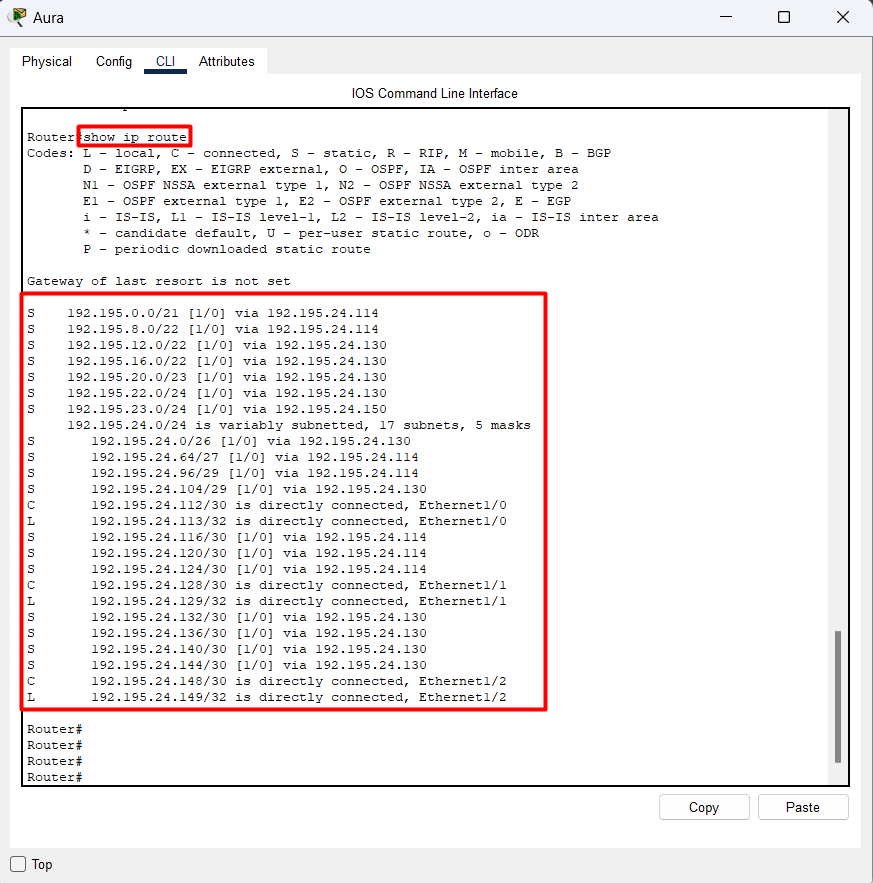 Aura
Physical Config CLI Attributes
IOS Command Line Interface
Router#show ip route
Codes: L - local, C - connected, S - static, R - RIP, M - mobile, B - BGP
D - EIGRP, EX - EIGRP external, O - OSPF, IA - OSPF inter area
N1 - OSPF NSSA external type 1, N2 - OSPF NSSA external type 2
E1 - OSPF external type 1, E2 - OSPF external type 2, E - EGP
i - IS-IS, L1 - IS-IS level-1, L2 - IS-IS level-2, ia - IS-IS inter area
* - candidate default, U - per-user static route, o - ODR
P - periodic downloaded static route
Gateway of last resort is not set
S 192.195.0.0/21 [1/0] via 192.195.24.114
S 192.195.8.0/22 [1/0] via 192.195.24.114
S 192.195.12.0/22 [1/0] via 192.195.24.130
S 192.195.16.0/22 [1/0] via 192.195.24.130
S 192.195.20.0/23 [1/0] via 192.195.24.130
S 192.195.22.0/24 [1/0] via 192.195.24.130
S 192.195.23.0/24 [1/0] via 192.195.24.150
192.195.24.0/24 is variably subnetted, 17 subnets, 5 masks
S 192.195.24.0/26 [1/0] via 192.195.24.130
S 192.195.24.64/27 [1/0] via 192.195.24.114
S 192.195.24.96/29 [1/0] via 192.195.24.114
S 192.195.24.104/29 [1/0] via 192.195.24.130
C 192.195.24.112/30 is directly connected, Ethernet1/0
L 192.195.24.113/32 is directly connected, Ethernet1/0
S 192.195.24.116/30 [1/0] via 192.195.24.114
S 192.195.24.120/30 [1/0] via 192.195.24.114
S 192.195.24.124/30 [1/0] via 192.195.24.114
C 192.195.24.128/30 is directly connected, Ethernet1/1
L 192.195.24.129/32 is directly connected, Ethernet1/1
S 192.195.24.132/30 [1/0] via 192.195.24.130
S 192.195.24.136/30 [1/0] via 192.195.24.130
S 192.195.24.140/30 [1/0] via 192.195.24.130
S 192.195.24.144/30 [1/0] via 192.195.24.130
C 192.195.24.148/30 is directly connected, Ethernet1/2
L 192.195.24.149/32 is directly connected, Ethernet1/2
Router#
Router#
Router#
Router#
Copy Paste
Top